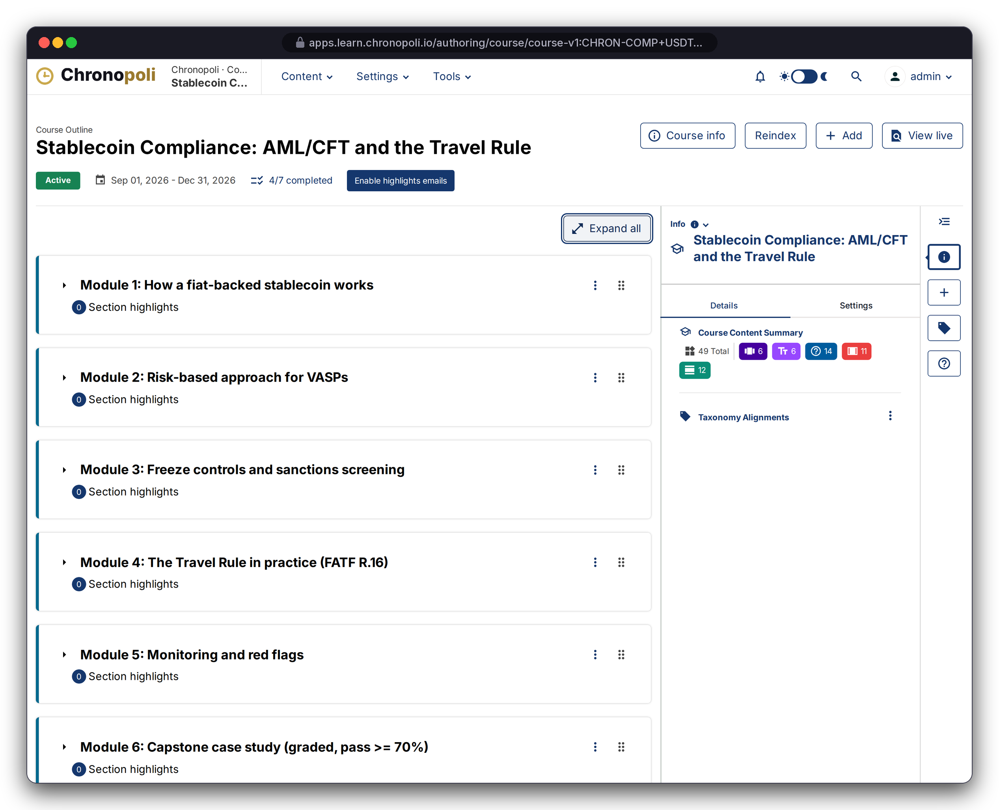 apps.learn.chronopoli.io/authoring/course/course-v1:CHRON-COMP+USDT...
Chronopoli
Chronopoli · Co...
Stablecoin C...
Content
Settings
Tools
admin
Course Outline
Stablecoin Compliance: AML/CFT and the Travel Rule
Course info
Reindex
Add
View live
Active
Sep 01, 2026 - Dec 31, 2026
4/7 completed
Enable highlights emails
Expand all
Module 1: How a fiat-backed stablecoin works
0 Section highlights
Module 2: Risk-based approach for VASPs
0 Section highlights
Module 3: Freeze controls and sanctions screening
0 Section highlights
Module 4: The Travel Rule in practice (FATF R.16)
0 Section highlights
Module 5: Monitoring and red flags
0 Section highlights
Module 6: Capstone case study (graded, pass >= 70%)
0 Section highlights
Info
Stablecoin Compliance: AML/CFT
and the Travel Rule
Details
Settings
Course Content Summary
49 Total
6
6
14
11
12
Taxonomy Alignments